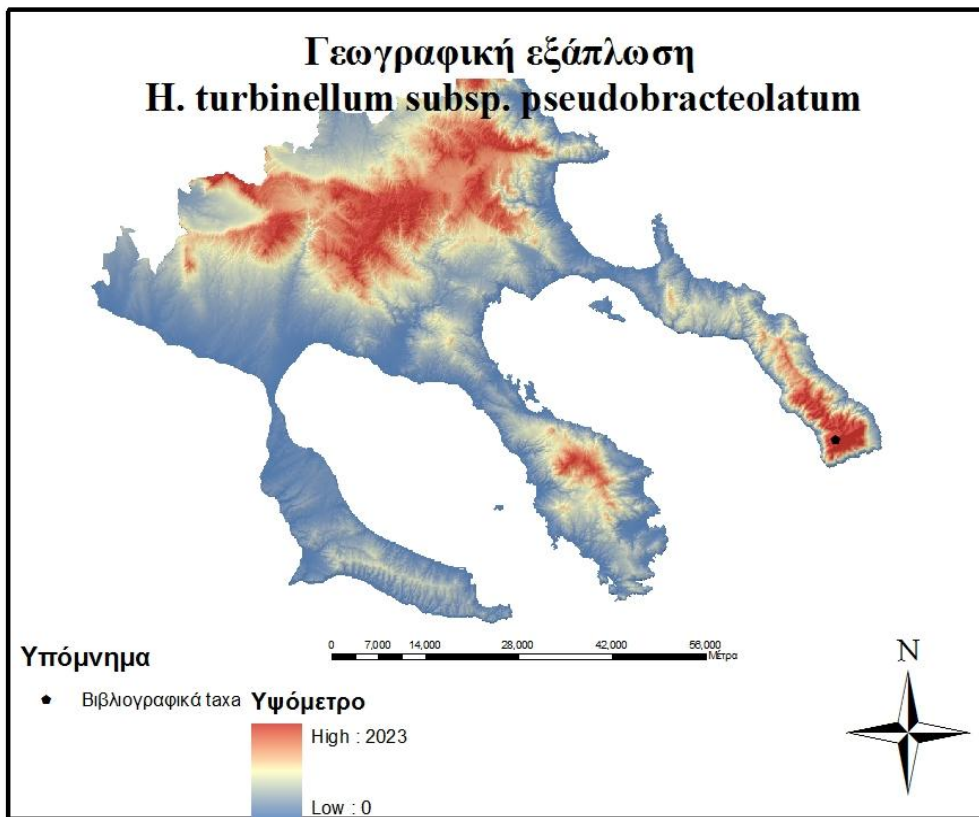 Γεωγραφική εξάπλωση
H. turbinellum subsp. pseudobracteolatum
0 7,000 14,000 28,000 42,000 56,000
Μέτρα
N
Υπόμνημα
Βιβλιογραφικά taxa
Υψόμετρο
High : 2023
Low : 0